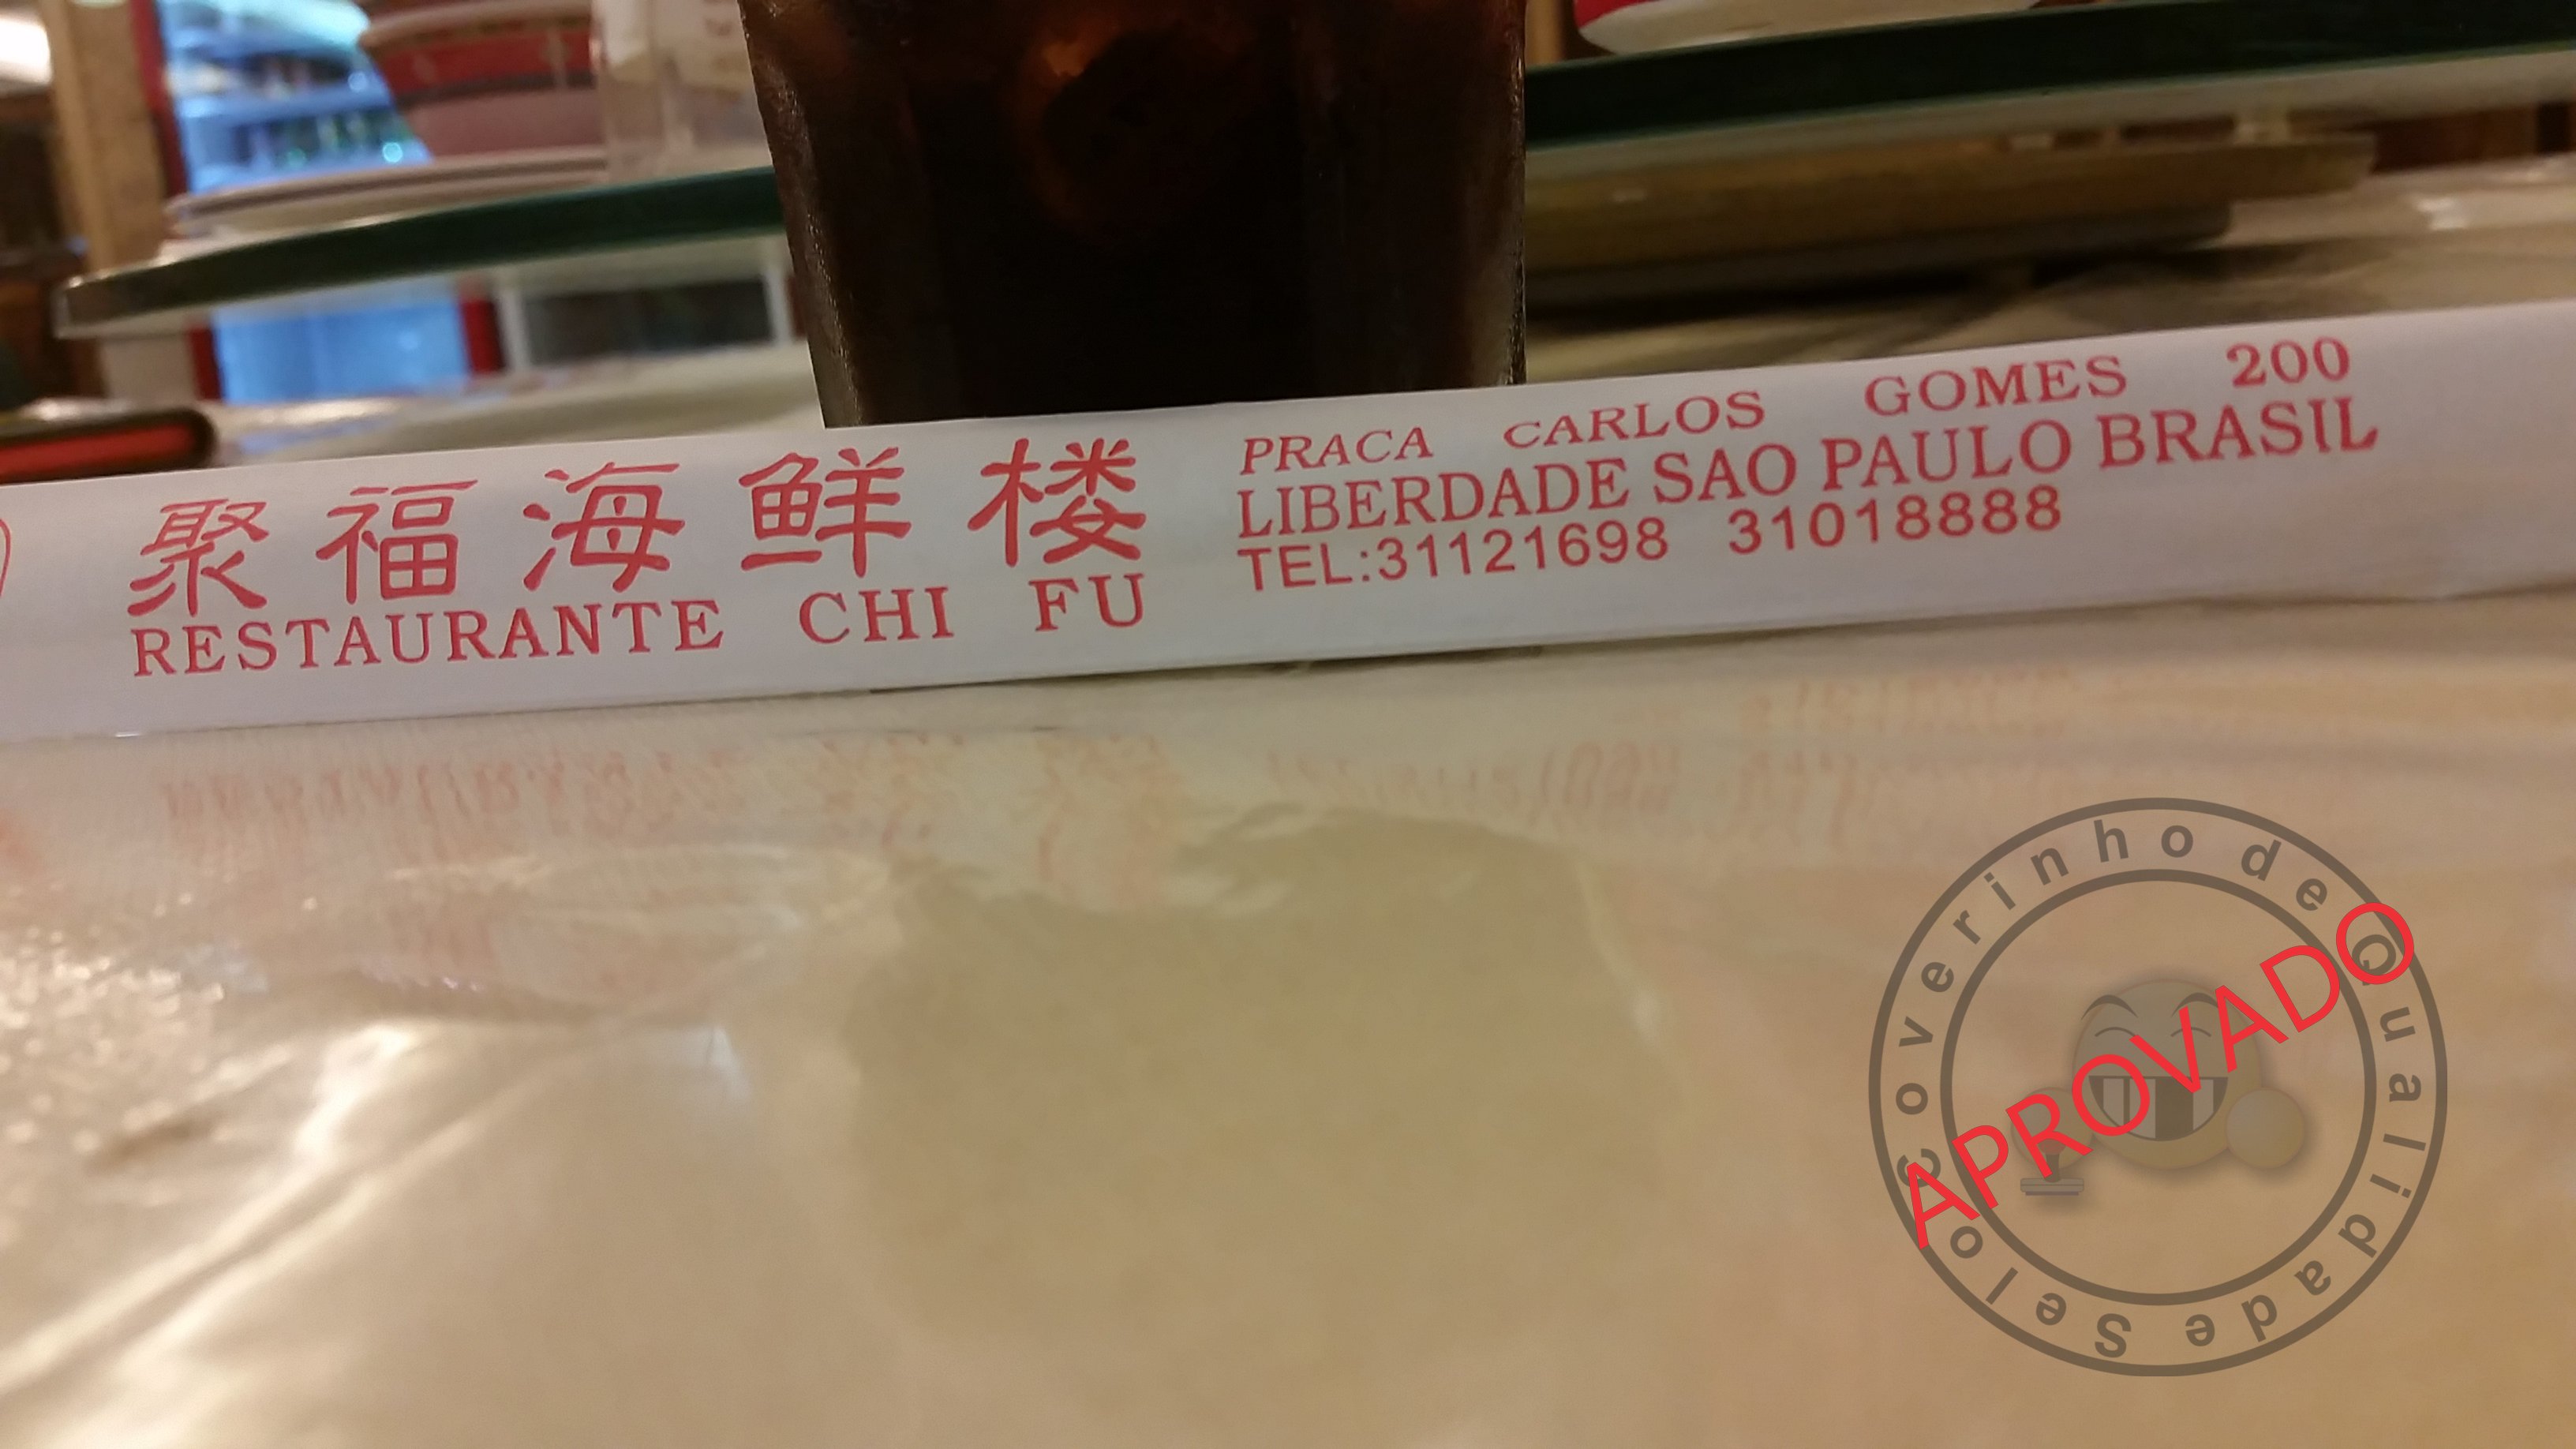 聚福海鲜楼
RESTAURANTE CHI FU
PRACA CARLOS GOMES 200
LIBERDADE SAO PAULO BRASIL
TEL:31121698 31018888
Selo coverinho de Qualidade
APROVADO